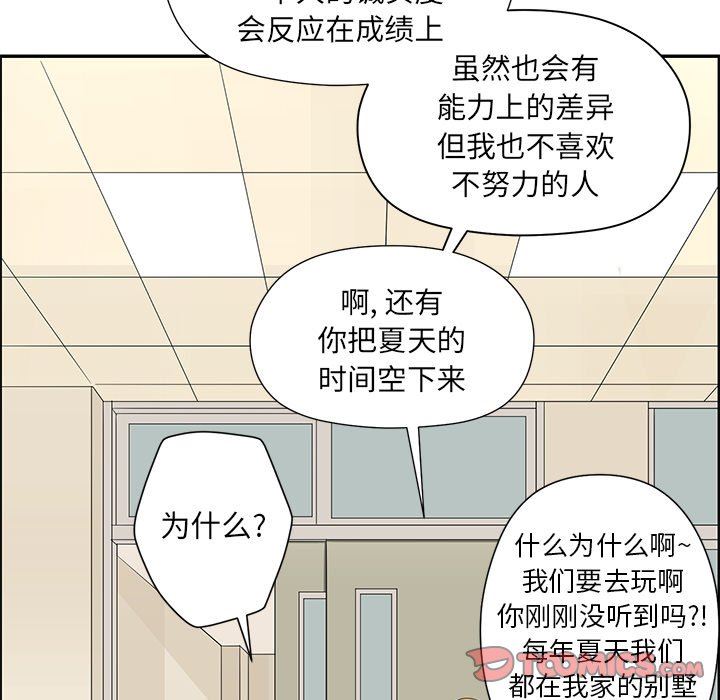 会反应在成绩上
虽然也会有
能力上的差异
但我也不喜欢
不努力的人
啊, 还有
你把夏天的
时间空下来
为什么?
什么为什么啊~
我们要去玩啊
你刚刚没听到吗?!
每年夏天我们
都在我家的别墅
DTCOMICS.COM